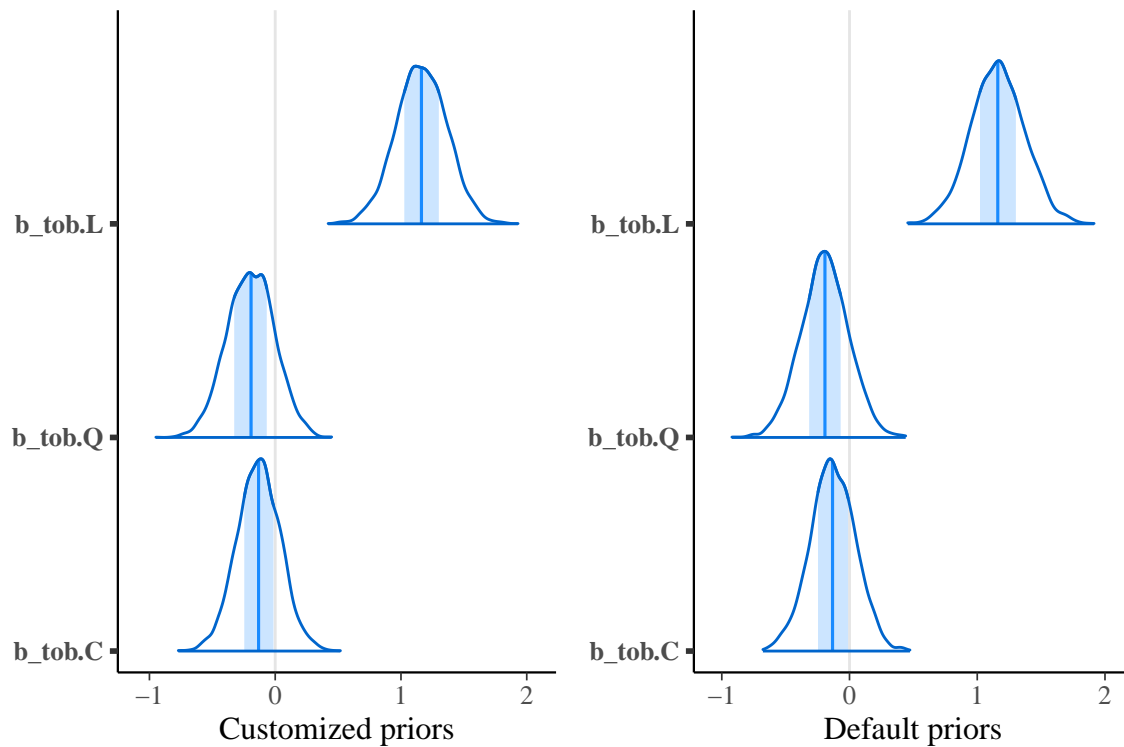 b_tob.L
b_tob.Q
b_tob.C
−1 0 1 2
Customized priors
b_tob.L
b_tob.Q
b_tob.C
−1 0 1 2
Default priors